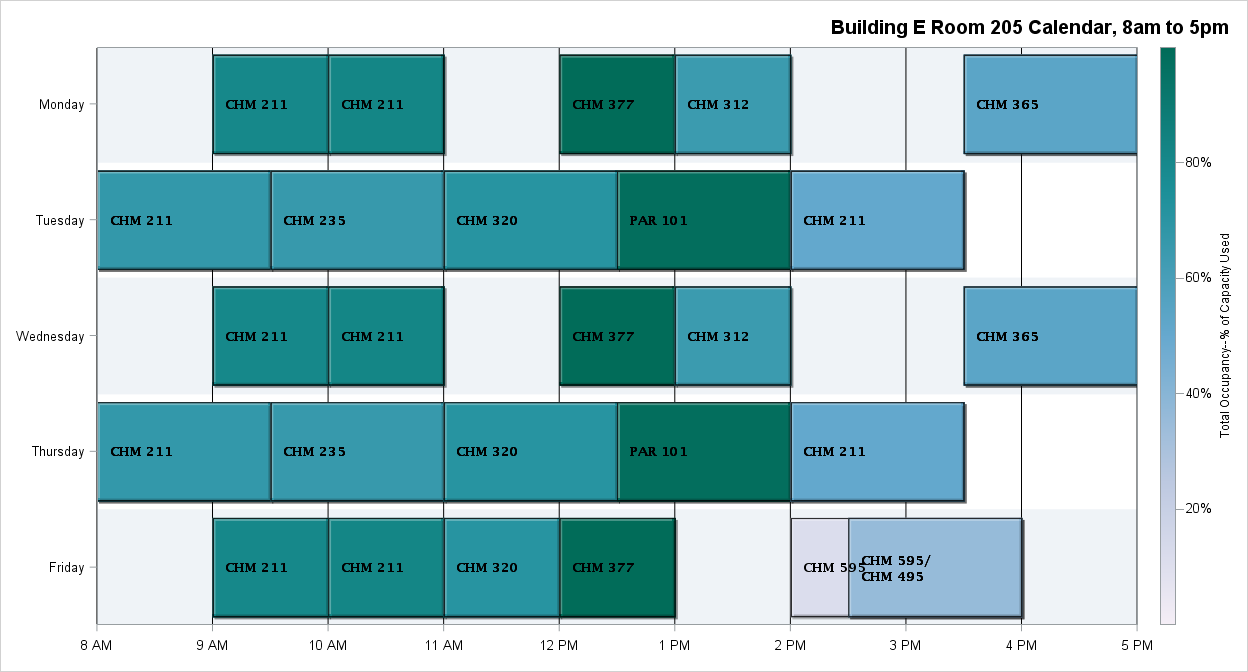 Building E Room 205 Calendar, 8am to 5pm
Monday
CHM 211
CHM 211
CHM 377
CHM 312
CHM 365
Tuesday
CHM 211
CHM 235
CHM 320
PAR 101
CHM 211
Wednesday
CHM 211
CHM 211
CHM 377
CHM 312
CHM 365
Thursday
CHM 211
CHM 235
CHM 320
PAR 101
CHM 211
Friday
CHM 211
CHM 211
CHM 320
CHM 377
CHM 595
CHM 595/
CHM 495
8 AM
9 AM
10 AM
11 AM
12 PM
1 PM
2 PM
3 PM
4 PM
5 PM
80%
60%
40%
20%
Total Occupancy--% of Capacity Used